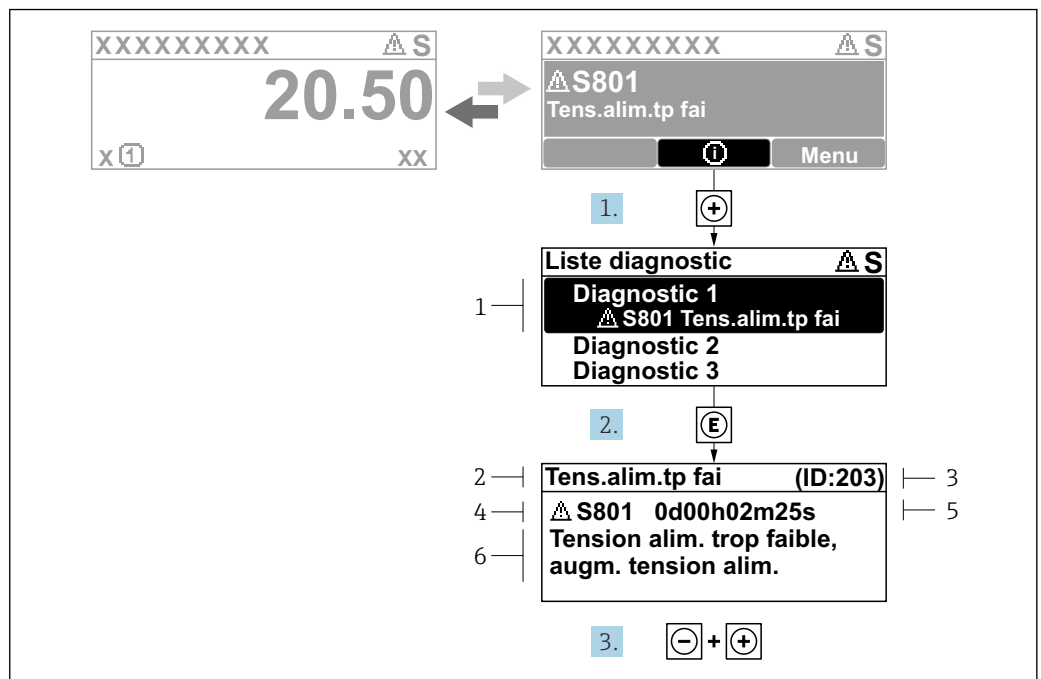 XXXXXXXXX ⚠ S
20.50
x ① xx
XXXXXXXXX ⚠ S
⚠ S801
Tens.alim.tp fai
ⓘ Menu
1. +
Liste diagnostic ⚠ S
1
Diagnostic 1
⚠ S801 Tens.alim.tp fai
Diagnostic 2
Diagnostic 3
2. E
2 Tens.alim.tp fai (ID:203) 3
4 ⚠ S801 0d00h02m25s 5
6 Tension alim. trop faible,
augm. tension alim.
3. - + +